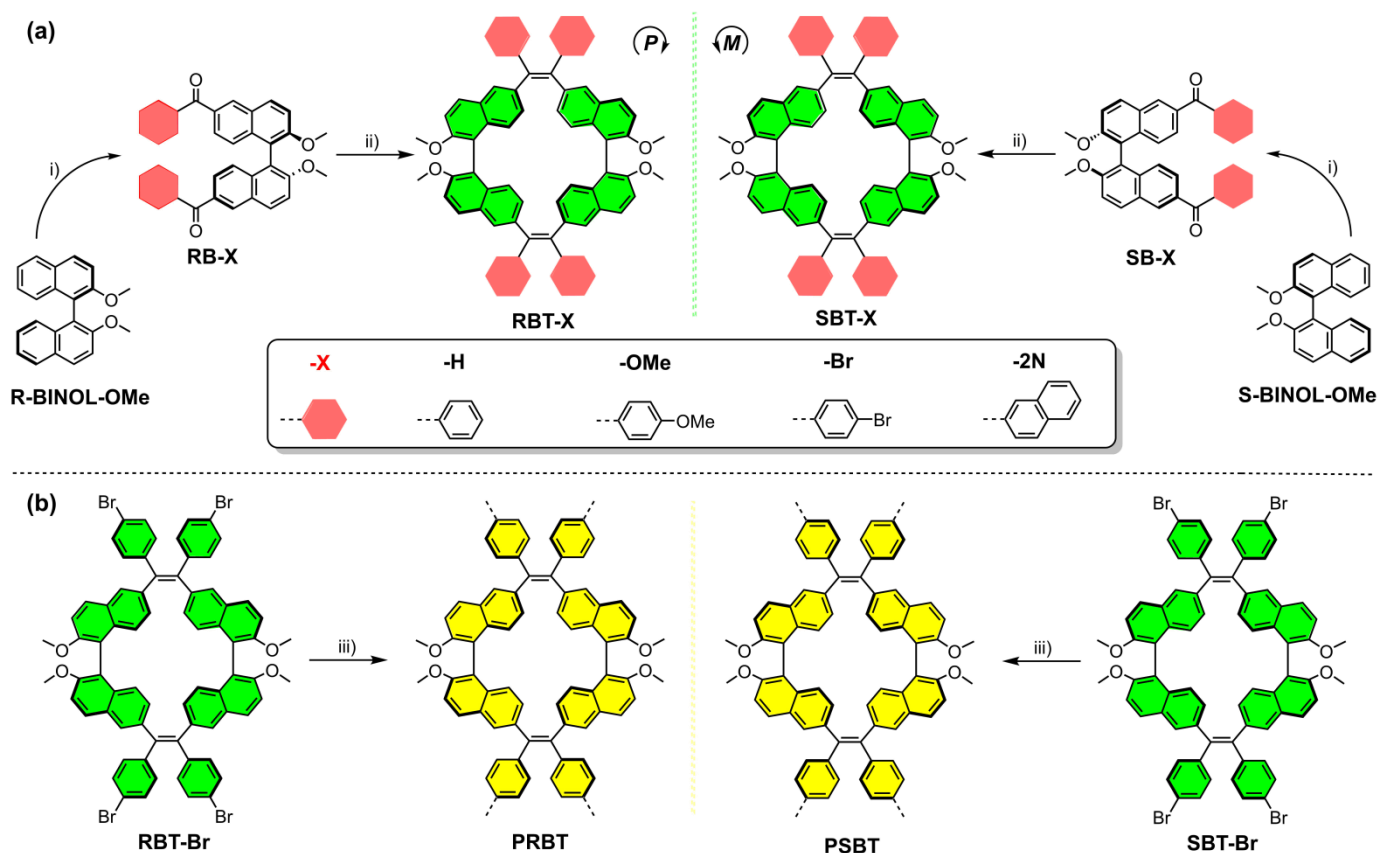 (a)
P
M
O
O
O
O
i)
RB-X
ii)
O
O
O
O
RBT-X
O
O
O
O
SBT-X
ii)
O
O
O
O
SB-X
i)
O
O
R-BINOL-OMe
O
O
S-BINOL-OMe
-X
-H
-OMe
-Br
-2N
OMe
Br
(b)
Br
Br
O
O
O
O
Br
Br
RBT-Br
iii)
O
O
O
O
PRBT
O
O
O
O
PSBT
iii)
Br
Br
O
O
O
O
Br
Br
SBT-Br